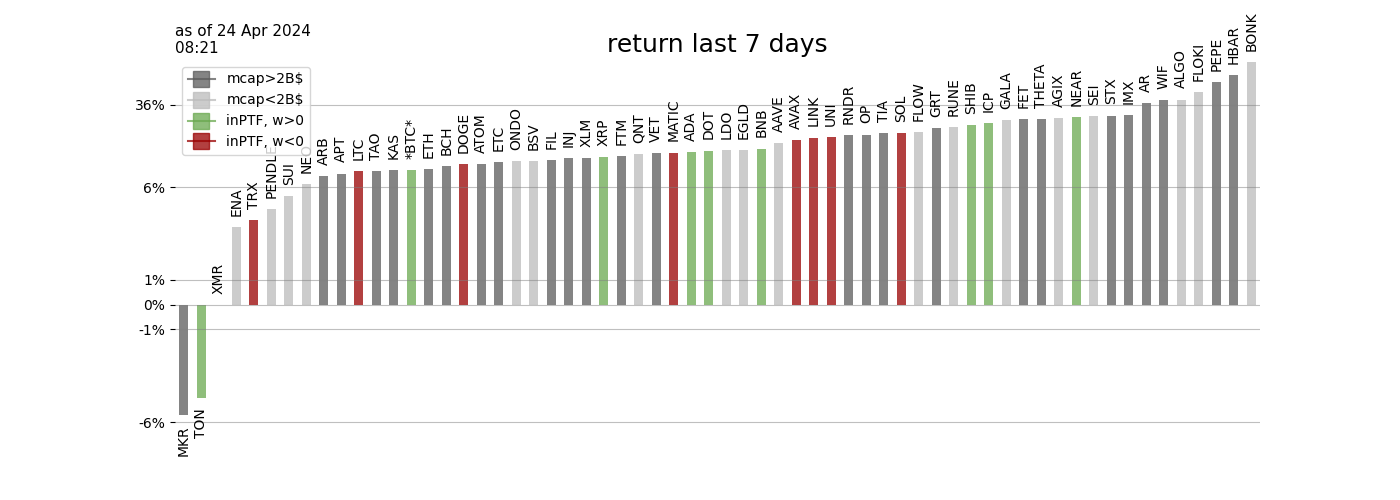 as of 24 Apr 2024
08:21
return last 7 days
mcap>2B$
mcap<2B$
inPTF, w>0
inPTF, w<0
36%
6%
1%
0%
-1%
-6%
MKR
TON
XMR
ENA
TRX
PENDLE
SUI
NEO
ARB
APT
LTC
TAO
KAS
*BTC*
ETH
BCH
DOGE
ATOM
ETC
ONDO
BSV
FIL
INJ
XLM
XRP
FTM
QNT
VET
MATIC
ADA
DOT
LDO
EGLD
BNB
AAVE
AVAX
LINK
UNI
RNDR
OP
TIA
SOL
FLOW
GRT
RUNE
SHIB
ICP
GALA
FET
THETA
AGIX
NEAR
SEI
STX
IMX
AR
WIF
ALGO
FLOKI
PEPE
HBAR
BONK